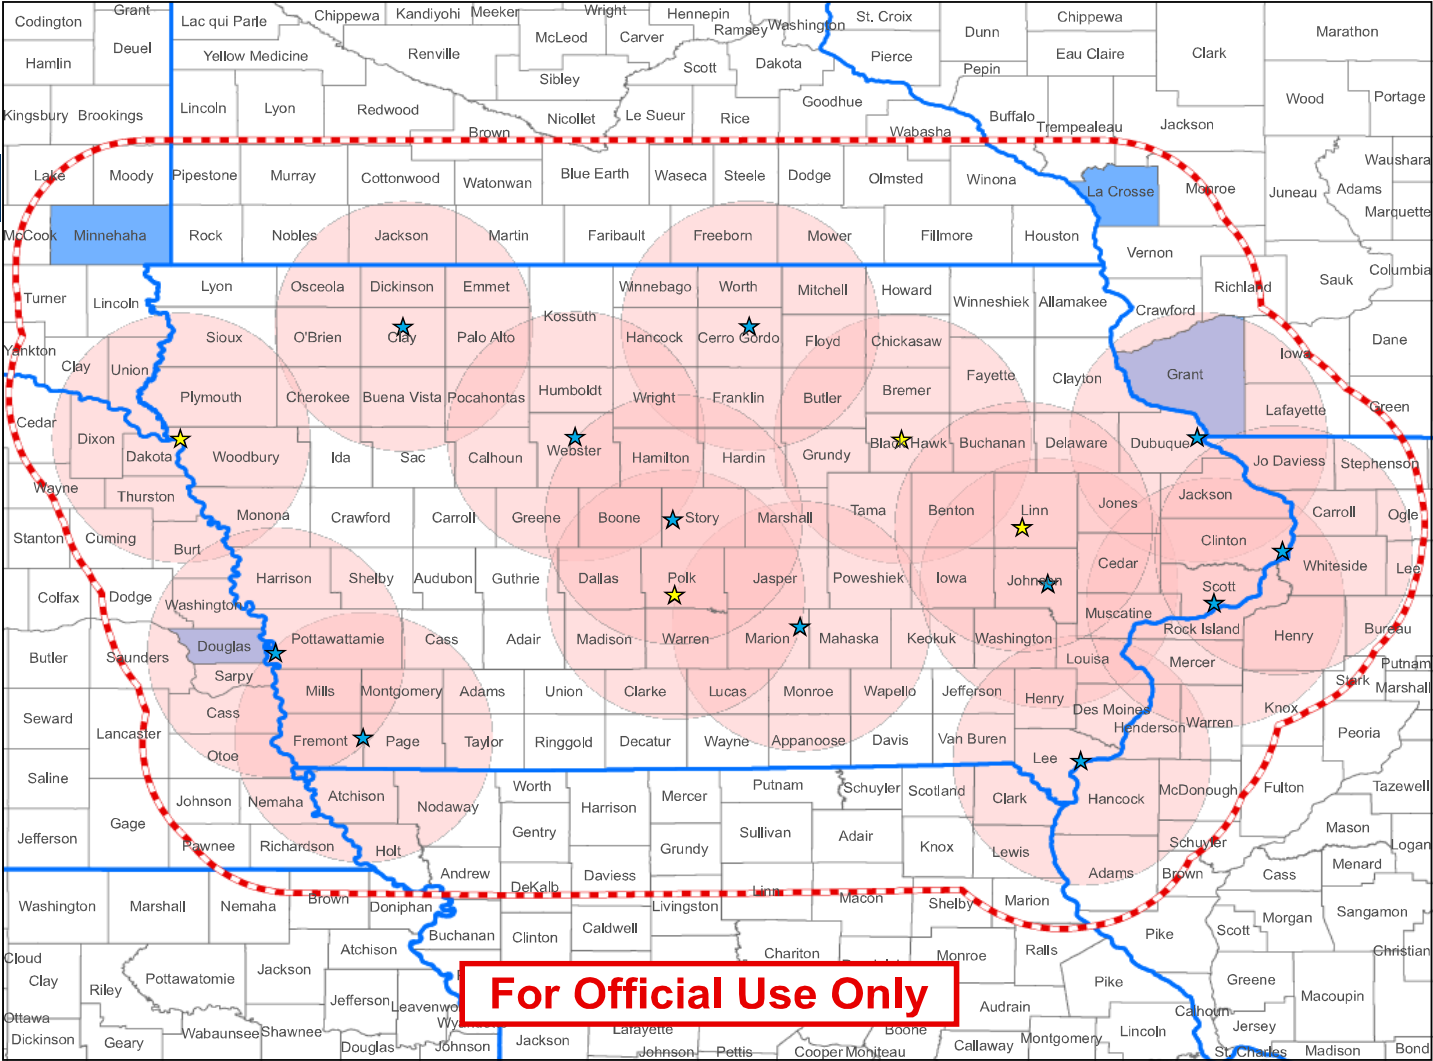 Codington
Grant
Lac qui Parle
Chippewa
Kandiyohi
Meeker
Wright
Hennepin
Ramsey
Washington
St. Croix
Dunn
Chippewa
Marathon
Hamlin
Deuel
Yellow Medicine
Renville
McLeod
Carver
Scott
Dakota
Pierce
Pepin
Eau Claire
Clark
Kingsbury
Brookings
Lincoln
Lyon
Redwood
Brown
Sibley
Nicollet
Le Sueur
Rice
Goodhue
Wabasha
Buffalo
Trempealeau
Jackson
Wood
Portage
Lake
Moody
Pipestone
Murray
Cottonwood
Watonwan
Blue Earth
Waseca
Steele
Dodge
Olmsted
Winona
La Crosse
Monroe
Juneau
Adams
Waushara
Marquette
McCook
Minnehaha
Rock
Nobles
Jackson
Martin
Faribault
Freeborn
Mower
Fillmore
Houston
Vernon
Sauk
Columbia
Turner
Lincoln
Lyon
Osceola
Dickinson
Emmet
Kossuth
Winnebago
Worth
Mitchell
Howard
Winneshiek
Allamakee
Crawford
Richland
Yankton
Clay
Union
Sioux
O'Brien
Clay
Palo Alto
Hancock
Cerro Gordo
Floyd
Chickasaw
Fayette
Clayton
Grant
Iowa
Dane
Cedar
Dixon
Dakota
Plymouth
Cherokee
Buena Vista
Pocahontas
Humboldt
Wright
Franklin
Butler
Bremer
Lafayette
Green
Wayne
Thurston
Woodbury
Ida
Sac
Calhoun
Webster
Hamilton
Hardin
Grundy
Black Hawk
Buchanan
Delaware
Dubuque
Jo Daviess
Stephenson
Stanton
Cuming
Burt
Monona
Crawford
Carroll
Greene
Boone
Story
Marshall
Tama
Benton
Linn
Jones
Jackson
Carroll
Ogle
Colfax
Dodge
Washington
Harrison
Shelby
Audubon
Guthrie
Dallas
Polk
Jasper
Poweshiek
Iowa
Johnson
Cedar
Clinton
Scott
Whiteside
Lee
Butler
Saunders
Douglas
Sarpy
Pottawattamie
Cass
Adair
Madison
Warren
Marion
Mahaska
Keokuk
Washington
Muscatine
Louisa
Rock Island
Mercer
Henry
Bureau
Putnam
Stark
Marshall
Seward
Lancaster
Cass
Otoe
Mills
Montgomery
Adams
Union
Clarke
Lucas
Monroe
Wapello
Jefferson
Henry
Des Moines
Henderson
Warren
Knox
Peoria
Saline
Fremont
Page
Taylor
Ringgold
Decatur
Wayne
Appanoose
Davis
Van Buren
Lee
Jefferson
Gage
Johnson
Nemaha
Pawnee
Richardson
Atchison
Nodaway
Holt
Worth
Gentry
Harrison
Mercer
Grundy
Putnam
Sullivan
Schuyler
Adair
Scotland
Knox
Clark
Lewis
Hancock
Adams
McDonough
Schuyler
Brown
Fulton
Tazewell
Mason
Logan
Menard
Cass
Andrew
DeKalb
Daviess
Linn
Macon
Shelby
Marion
Washington
Marshall
Nemaha
Brown
Doniphan
Buchanan
Clinton
Caldwell
Livingston
Chariton
Monroe
Ralls
Pike
Scott
Morgan
Sangamon
Christian
Cloud
Clay
Riley
Pottawatomie
Jackson
Atchison
Jefferson
Pike
Greene
Macoupin
Ottawa
Dickinson
Geary
Wabaunsee
Shawnee
Douglas
Johnson
Jackson
Lafayette
Johnson
Pettis
Cooper
Moniteau
Boone
Audrain
Callaway
Montgomery
Lincoln
Calhoun
Jersey
St. Charles
Madison
Bond
For Official Use Only